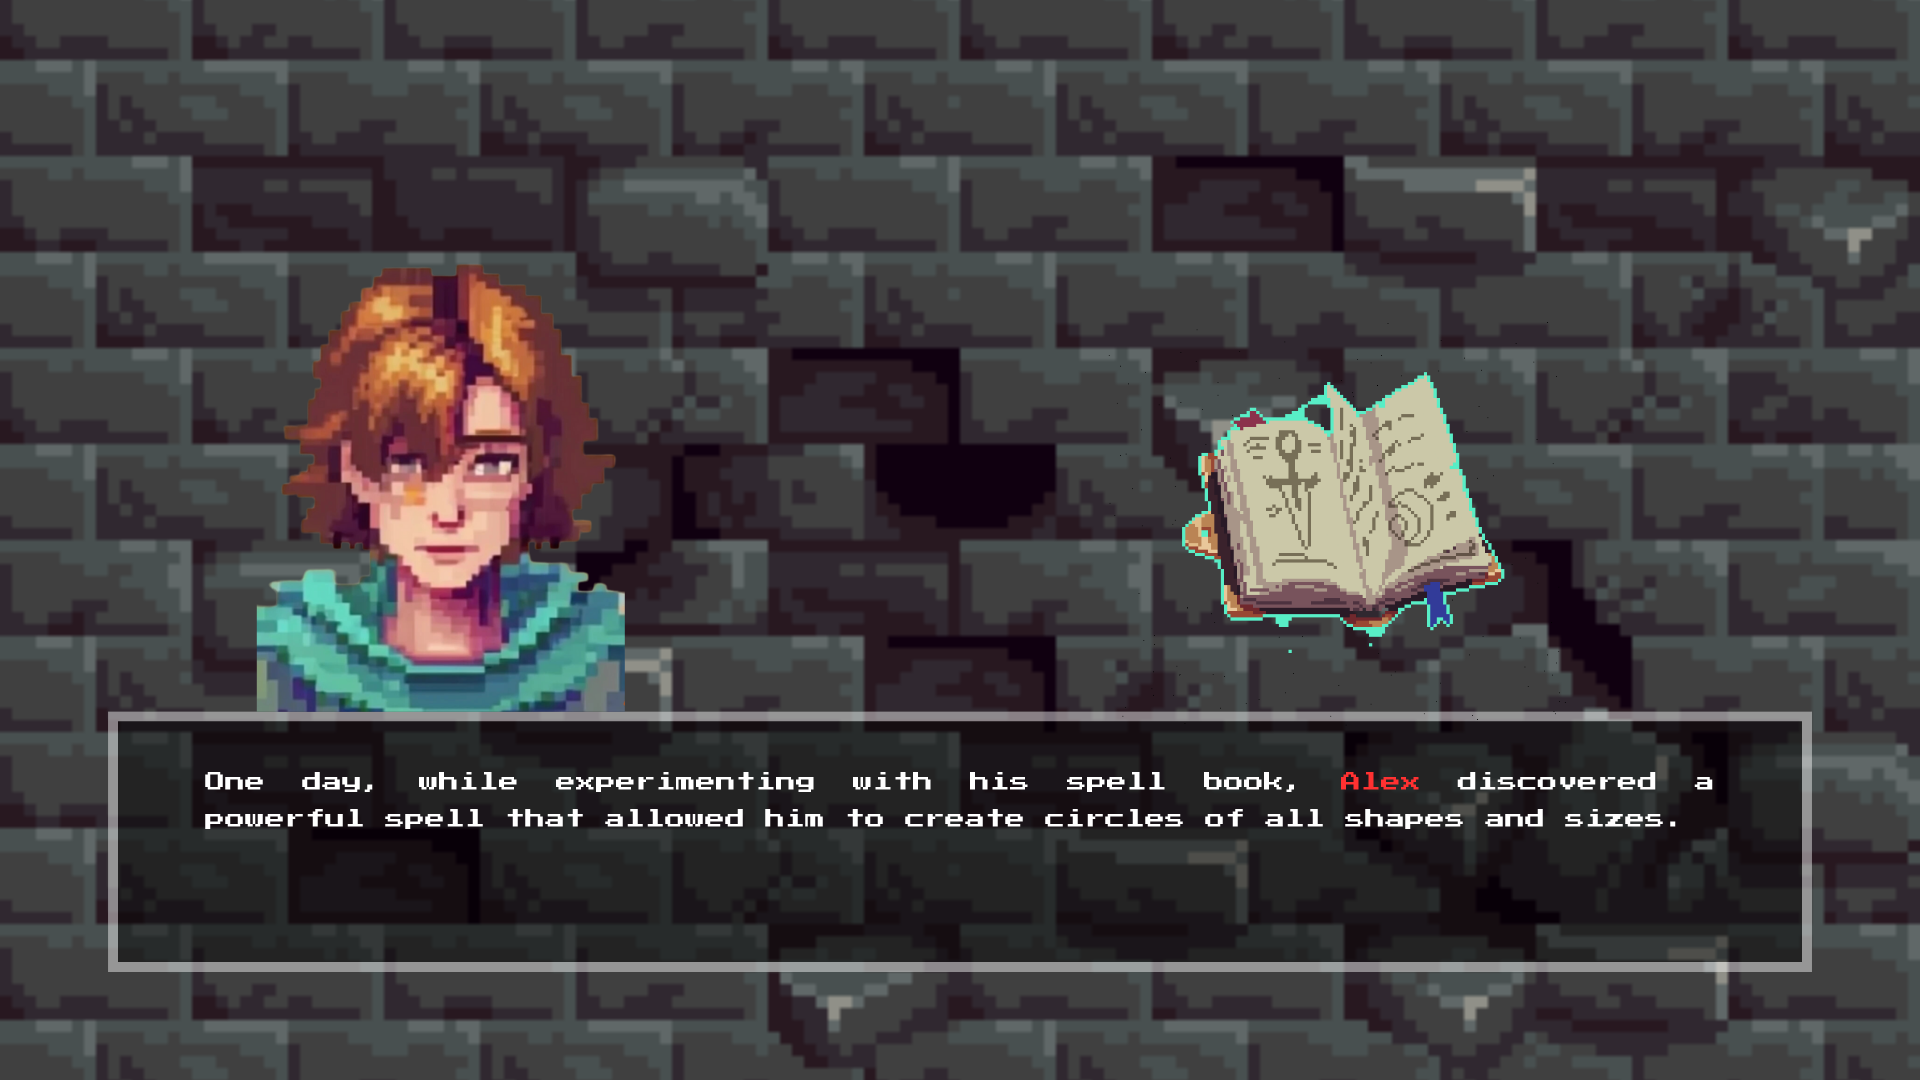 One day, while experimenting with his spell book, Alex discovered a
powerful spell that allowed him to create circles of all shapes and sizes.